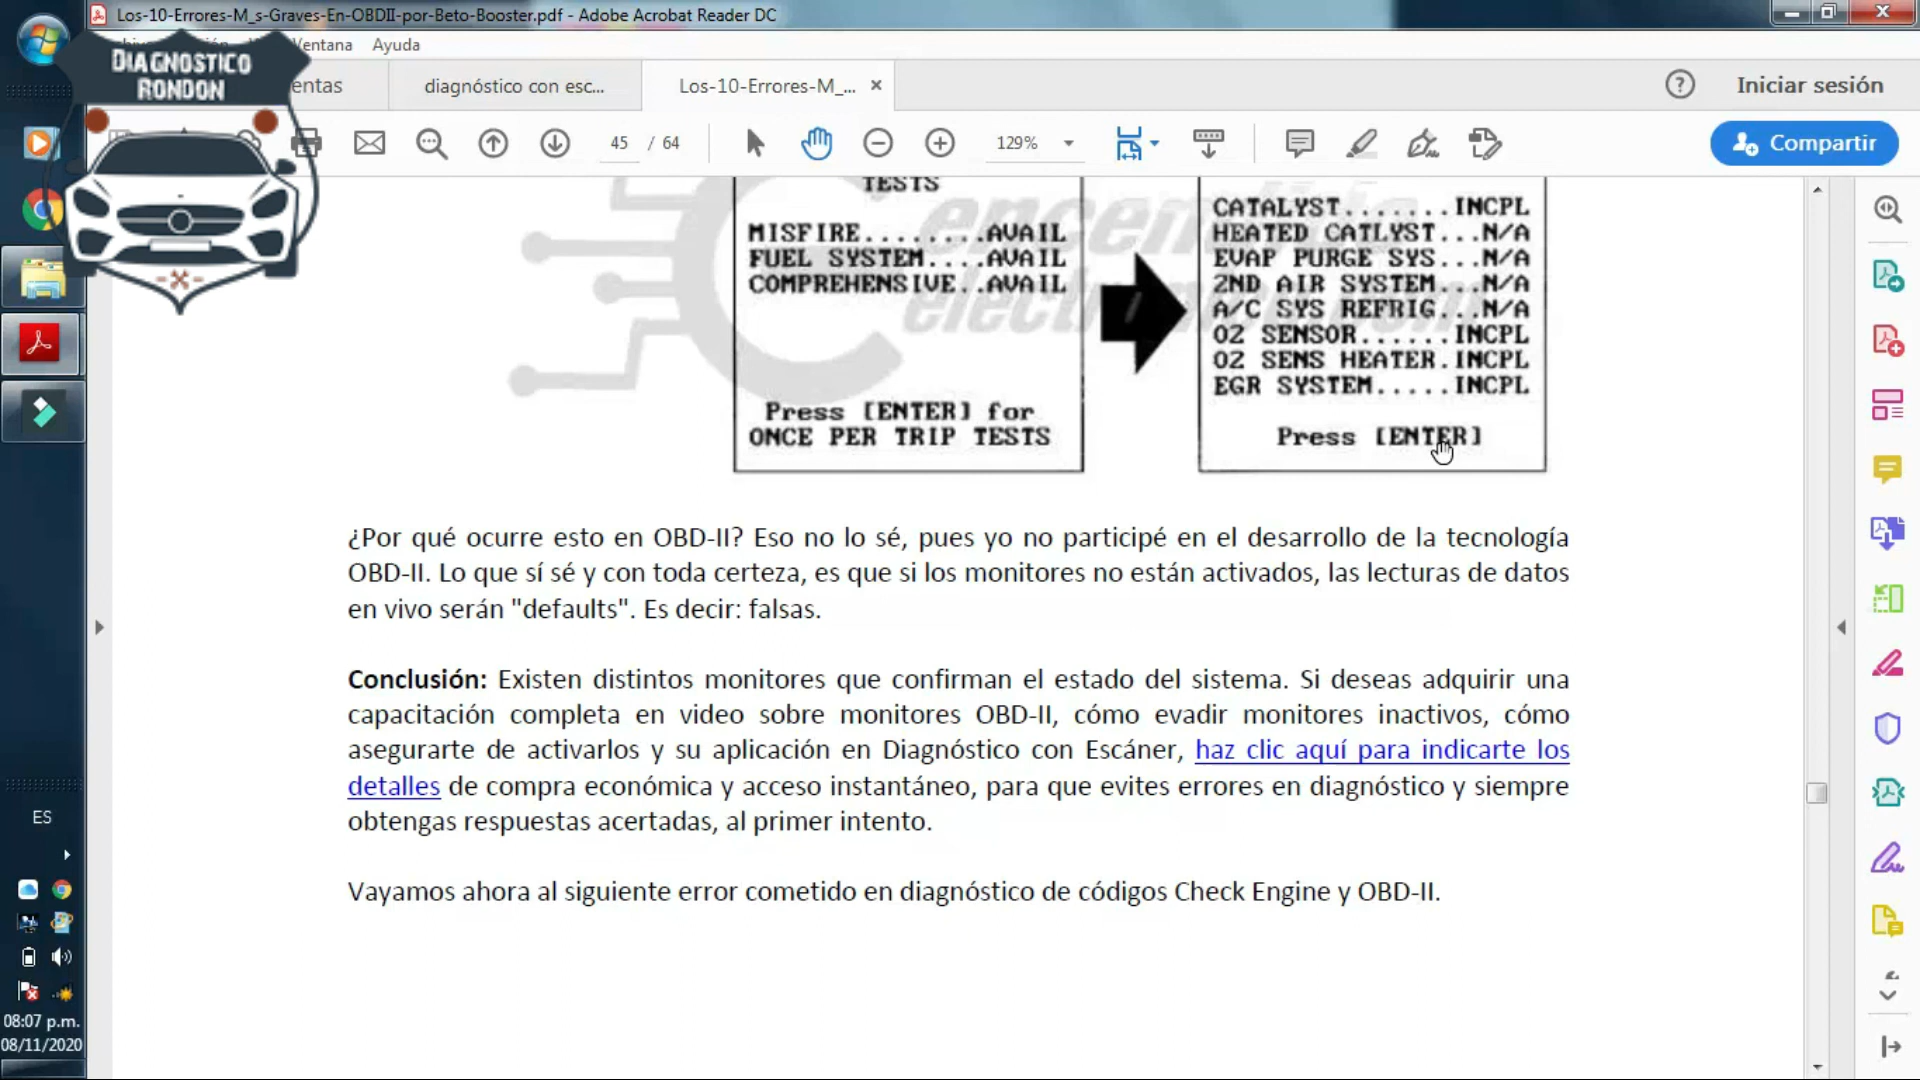 Los-10-Errores-M_s-Graves-En-OBDII-por-Beto-Booster.pdf - Adobe Acrobat Reader DC
Ventana Ayuda
DIAGNOSTICO
RONDON
entas
diagnóstico con esc...
Los-10-Errores-M_...
Iniciar sesión
45 / 64
129%
Compartir
TESTS
MISFIRE........AVAIL
FUEL SYSTEM....AVAIL
COMPREHENSIVE..AVAIL
Press [ENTER] for
ONCE PER TRIP TESTS
CATALYST.......INCPL
HEATED CATLYST...N/A
EVAP PURGE SYS...N/A
2ND AIR SYSTEM...N/A
A/C SYS REFRIG...N/A
O2 SENSOR......INCPL
O2 SENS HEATER.INCPL
EGR SYSTEM.....INCPL
Press [ENTER]
¿Por qué ocurre esto en OBD-II? Eso no lo sé, pues yo no participé en el desarrollo de la tecnología
OBD-II. Lo que sí sé y con toda certeza, es que si los monitores no están activados, las lecturas de datos
en vivo serán "defaults". Es decir: falsas.
Conclusión: Existen distintos monitores que confirman el estado del sistema. Si deseas adquirir una
capacitación completa en video sobre monitores OBD-II, cómo evadir monitores inactivos, cómo
asegurarte de activarlos y su aplicación en Diagnóstico con Escáner, haz clic aquí para indicarte los
detalles de compra económica y acceso instantáneo, para que evites errores en diagnóstico y siempre
obtengas respuestas acertadas, al primer intento.
Vayamos ahora al siguiente error cometido en diagnóstico de códigos Check Engine y OBD-II.
ES
08:07 p.m.
08/11/2020